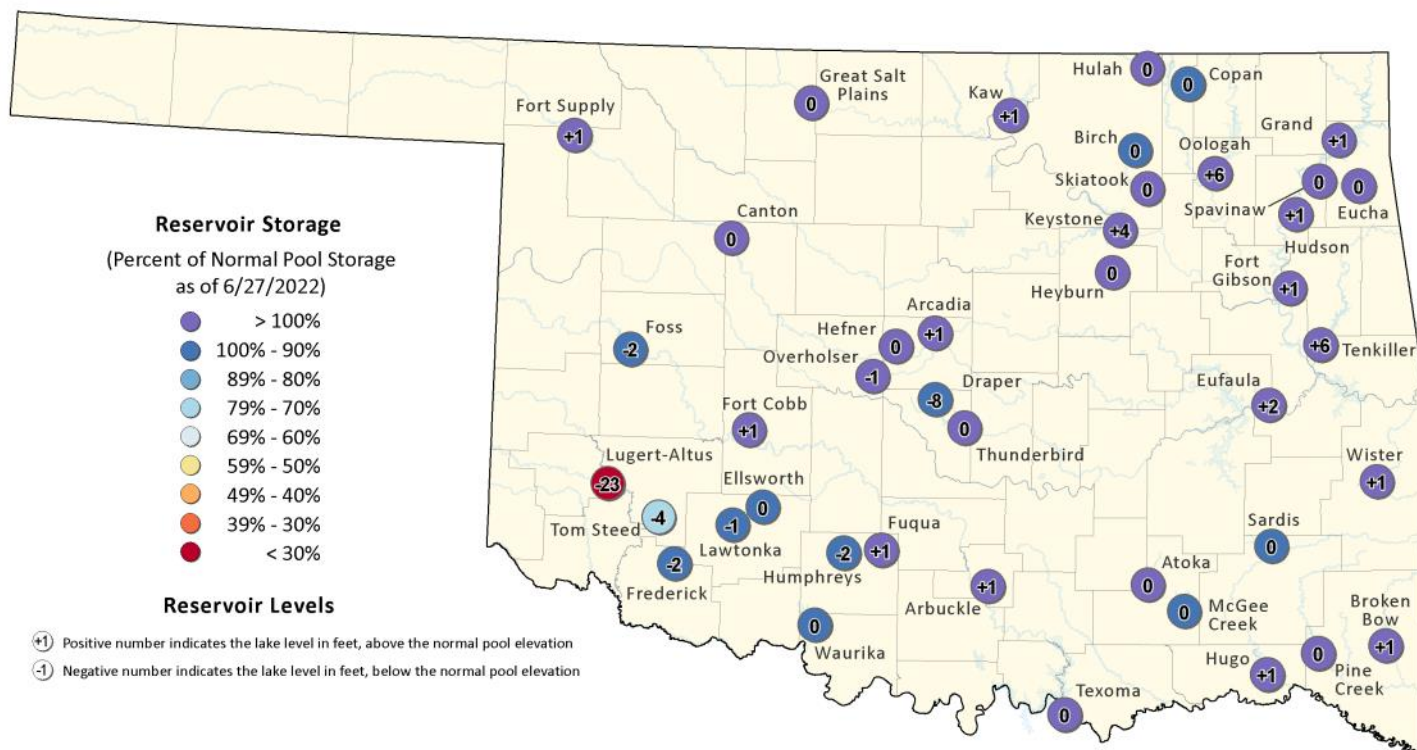 Hulah
0
0
Copan
Great Salt
Plains
0
Kaw
+1
Fort Supply
+1
Grand
+1
Birch
0
Oologah
+6
Skiatook
0
Spavinaw
0
0
Eucha
Canton
0
Keystone
+4
+1
Hudson
Heyburn
0
Fort
Gibson
+1
Reservoir Storage
(Percent of Normal Pool Storage
as of 6/27/2022)
> 100%
100% - 90%
89% - 80%
79% - 70%
69% - 60%
59% - 50%
49% - 40%
39% - 30%
< 30%
Foss
-2
Arcadia
+1
Hefner
0
Overholser
-1
+6
Tenkiller
Draper
-8
Eufaula
+2
Fort Cobb
+1
0
Thunderbird
Lugert-Altus
-23
Ellsworth
0
Wister
+1
Tom Steed
-4
-1
Lawtonka
Fuqua
+1
Sardis
0
Humphreys
-2
-2
Frederick
Atoka
0
Arbuckle
+1
0
McGee
Creek
Broken
Bow
+1
0
Waurika
Hugo
+1
0
Pine
Creek
Texoma
0
Reservoir Levels
+1 Positive number indicates the lake level in feet, above the normal pool elevation
-1 Negative number indicates the lake level in feet, below the normal pool elevation